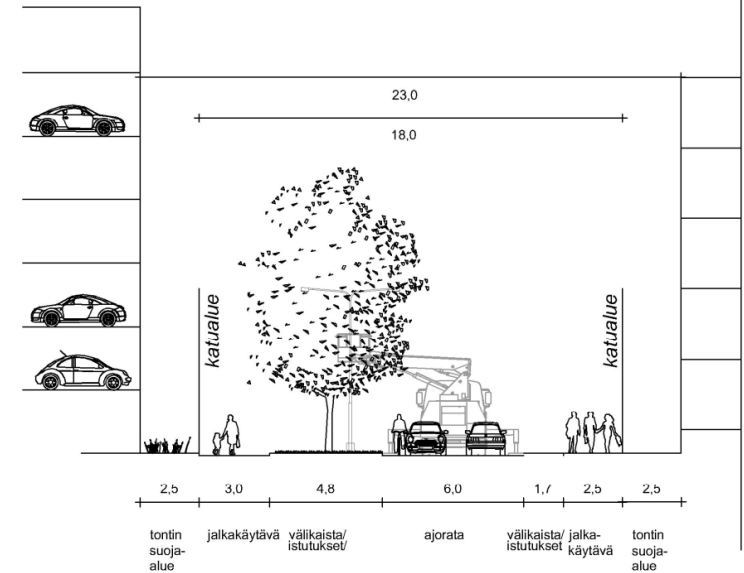 23,0
18,0
katualue
katualue
2,5 3,0 4,8 6,0 1,7 2,5 2,5
tontin
suoja-
alue
jalkakäytävä
välikaista/
istutukset/
ajorata
välikaista/
istutukset
jalka-
käytävä
tontin
suoja-
alue